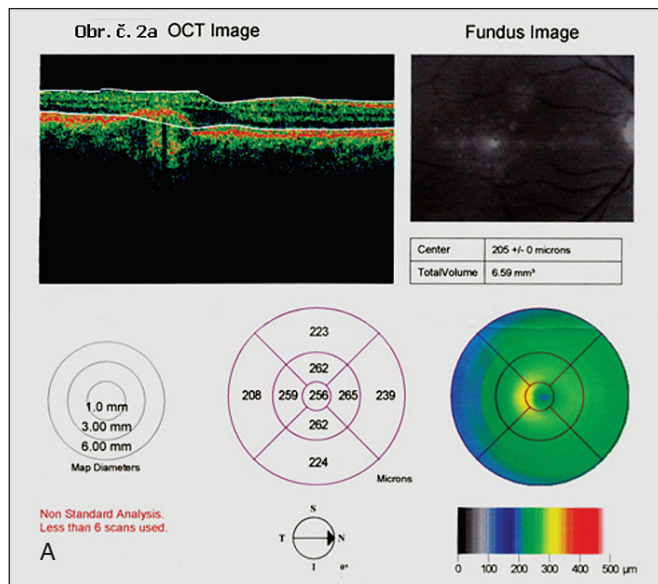 Obr. č. 2a OCT Image
Fundus Image
Center 205 +/- 0 microns
TotalVolume 6.59 mm³
1.0 mm
3.00 mm
6.00 mm
Map Diameters
223
262
208 259 256 265 239
262
224
Microns
Non Standard Analysis.
Less than 6 scans used.
A
S
T N
I 0°
0 100 200 300 400 500 µm